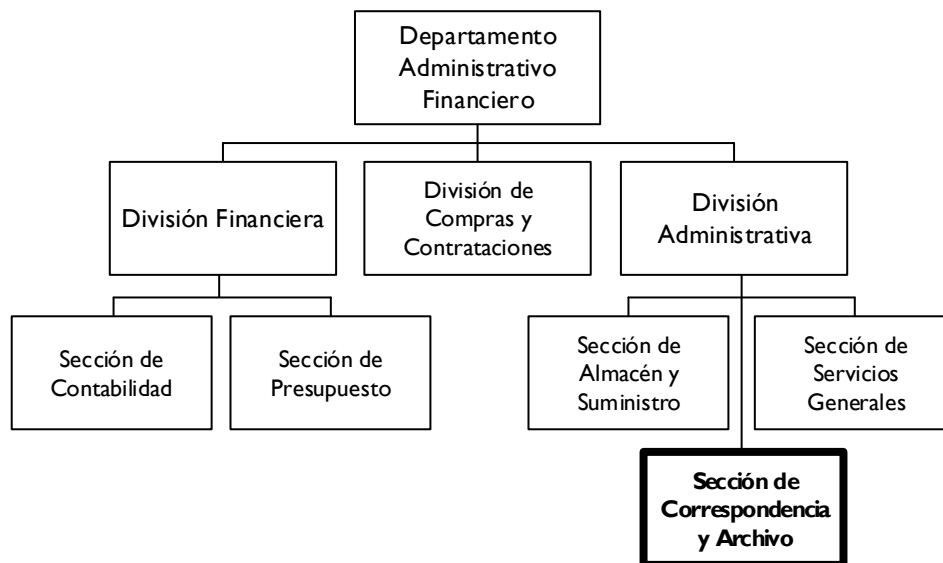 Departamento
Administrativo
Financiero
División Financiera
División de
Compras y
Contrataciones
División
Administrativa
Sección de
Contabilidad
Sección de
Presupuesto
Sección de
Almacén y
Suministro
Sección de
Servicios
Generales
Sección de
Correspondencia
y Archivo